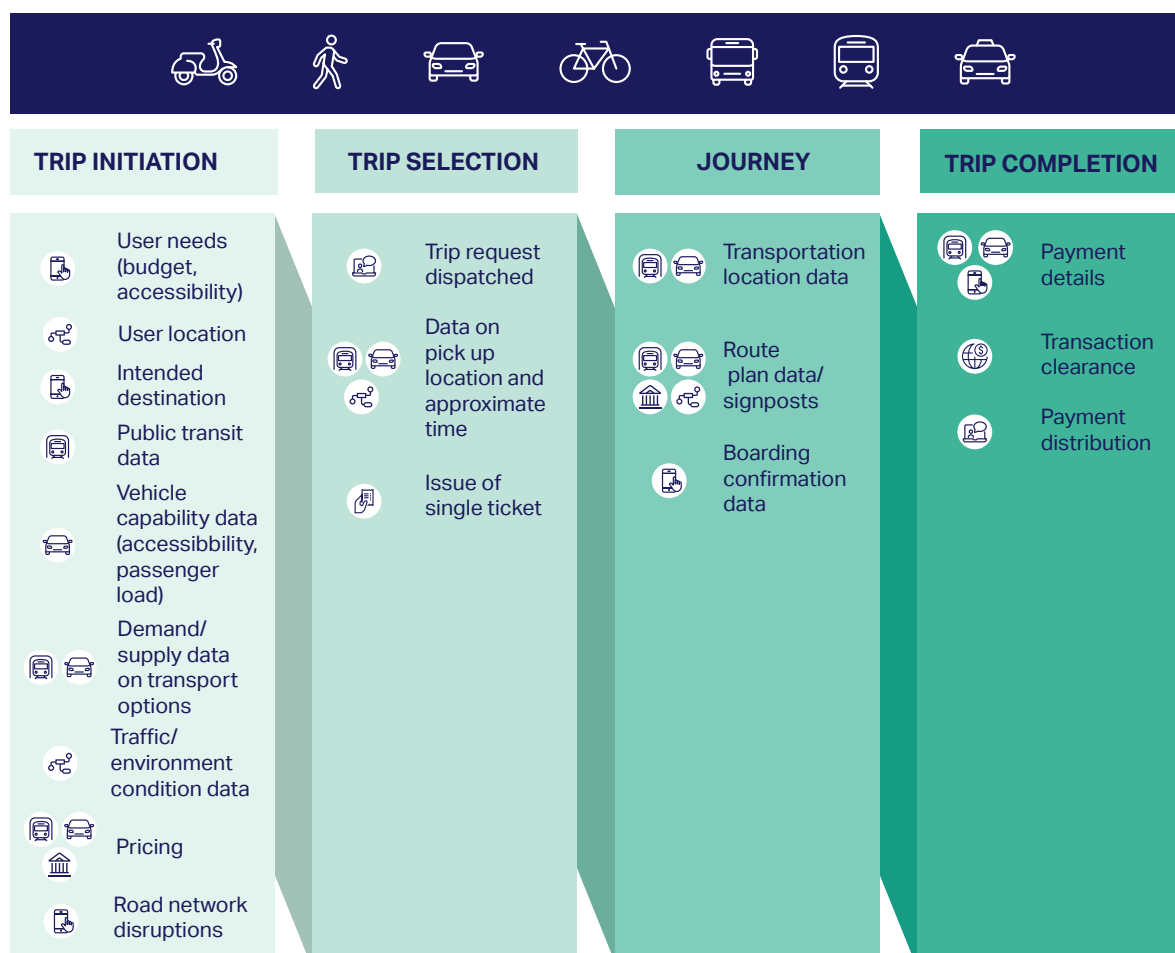 TRIP INITIATION
User needs
(budget,
accessibility)
User location
Intended
destination
Public transit
data
Vehicle
capability data
(accessibbility,
passenger
load)
Demand/
supply data
on transport
options
Traffic/
environment
condition data
Pricing
Road network
disruptions
TRIP SELECTION
Trip request
dispatched
Data on
pick up
location and
approximate
time
Issue of
single ticket
JOURNEY
Transportation
location data
Route
plan data/
signposts
Boarding
confirmation
data
TRIP COMPLETION
Payment
details
Transaction
clearance
Payment
distribution